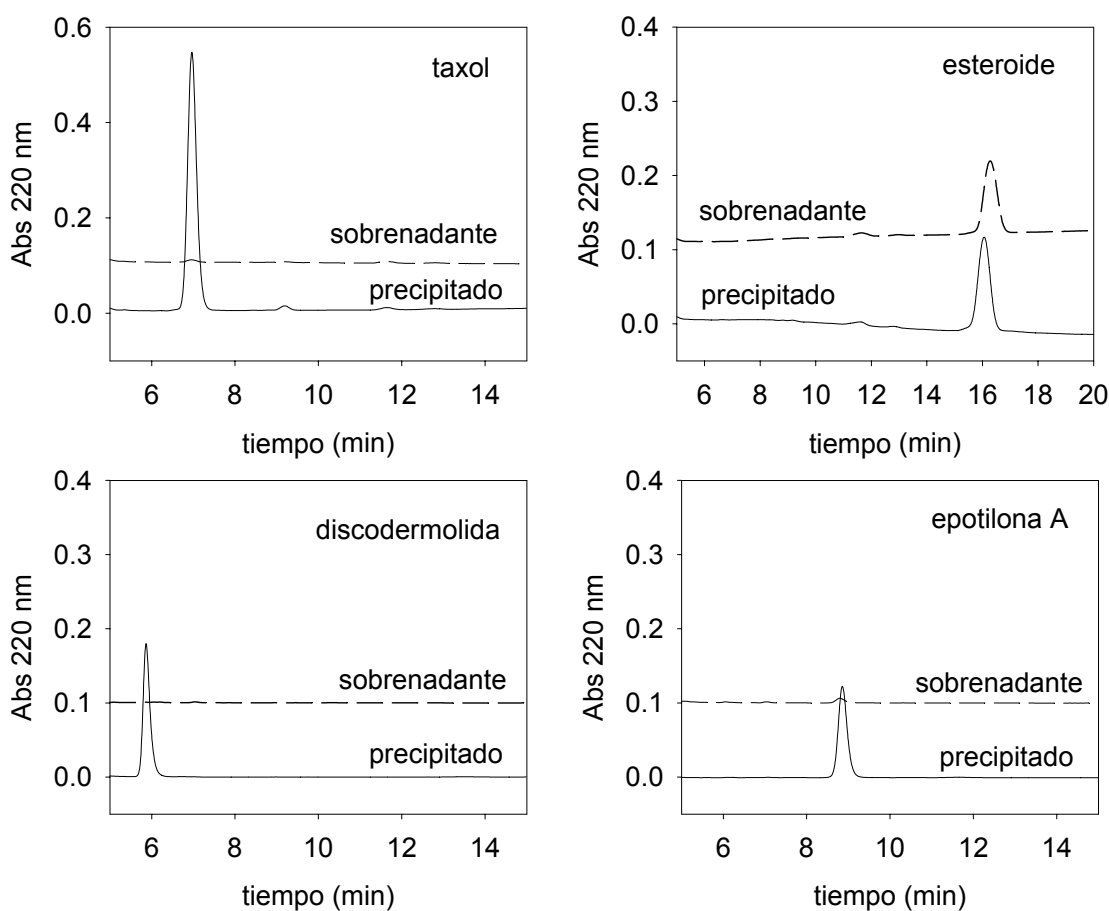 0.6
taxol
0.4
Abs 220 nm
0.2
sobrenadante
precipitado
0.0
6 8 10 12 14
tiempo (min)
0.4
esteroide
0.3
Abs 220 nm
0.2
sobrenadante
0.1
precipitado
0.0
6 8 10 12 14 16 18 20
tiempo (min)
0.4
discodermolida
0.3
Abs 220 nm
0.2
sobrenadante
0.1
precipitado
0.0
6 8 10 12 14
tiempo (min)
0.4
epotilona A
0.3
Abs 220 nm
0.2
sobrenadante
0.1
precipitado
0.0
6 8 10 12 14
tiempo (min)